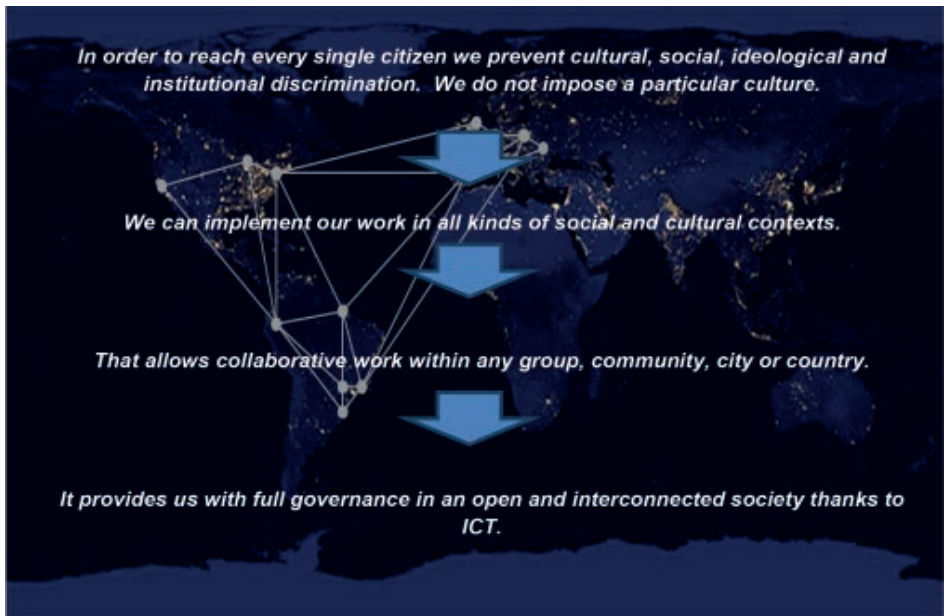 In order to reach every single citizen we prevent cultural, social, ideological and
institutional discrimination.  We do not impose a particular culture.
We can implement our work in all kinds of social and cultural contexts.
That allows collaborative work within any group, community, city or country.
It provides us with full governance in an open and interconnected society thanks to
ICT.